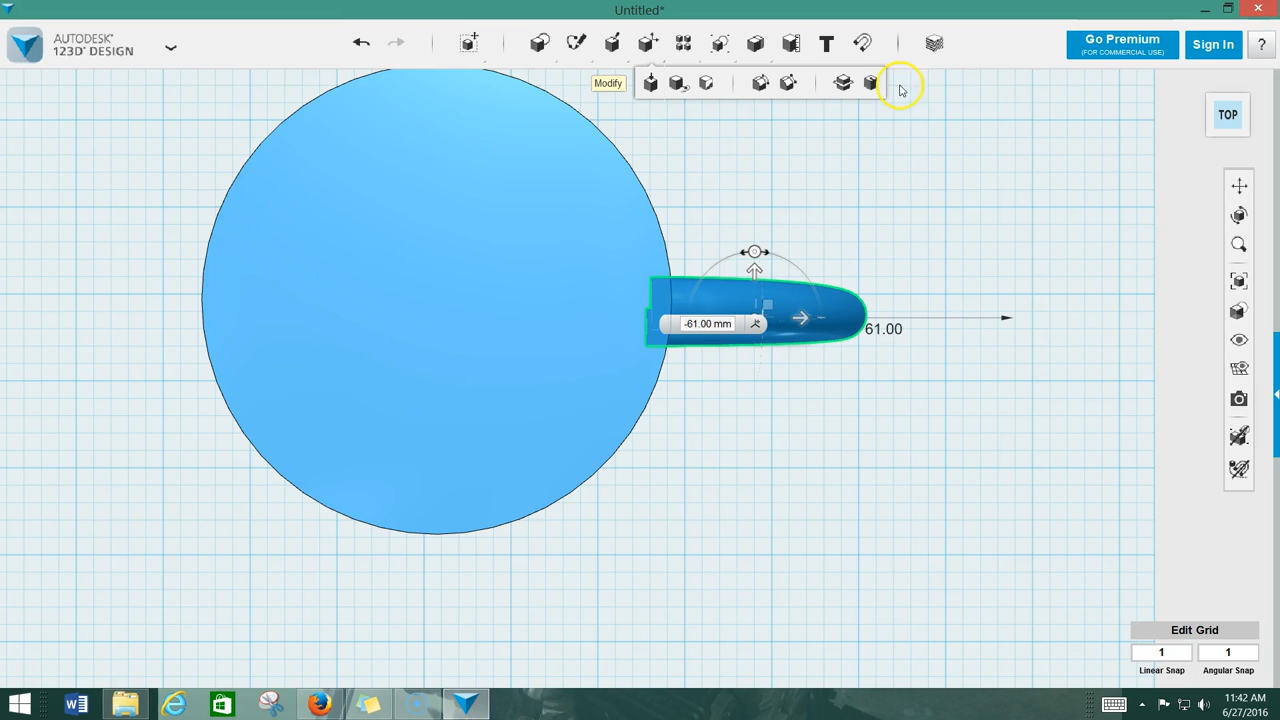 Untitled*
AUTODESK
123D® DESIGN
Go Premium
(FOR COMMERCIAL USE)
Sign In
?
Modify
TOP
-61.00 mm
61.00
Edit Grid
1
1
Linear Snap
Angular Snap
11:42 AM
6/27/2016